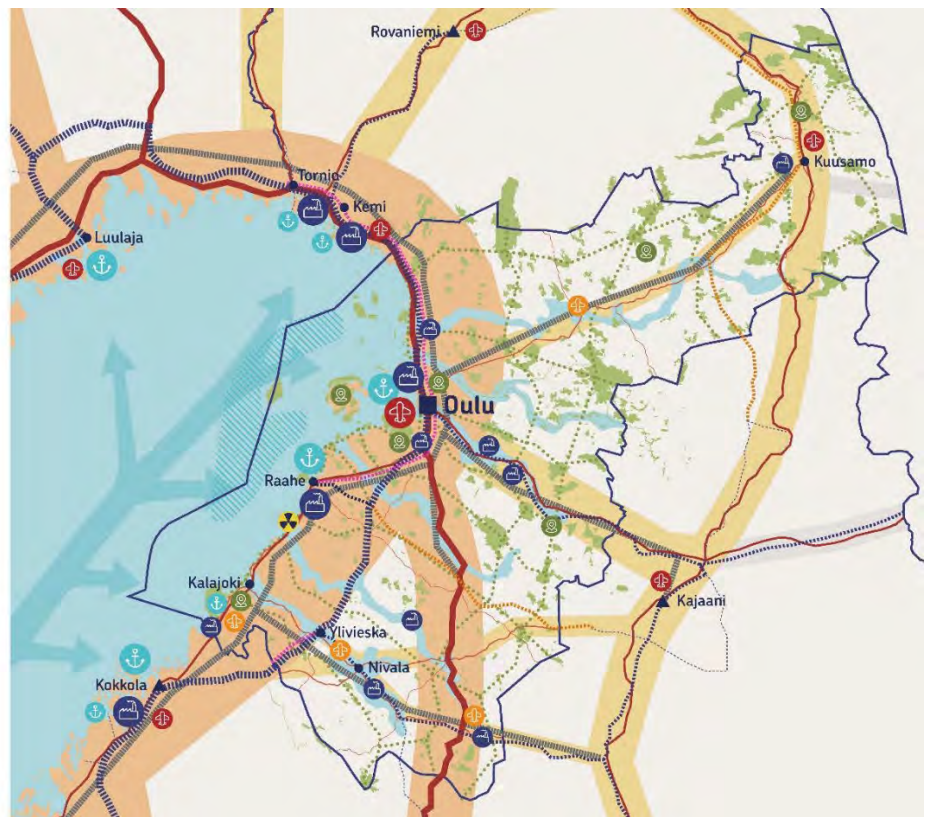 Rovaniemi
Kuusamo
Tornio
Kemi
Luulaja
Oulu
Raahe
Kalajoki
Ylivieska
Kajaani
Nivala
Kokkola